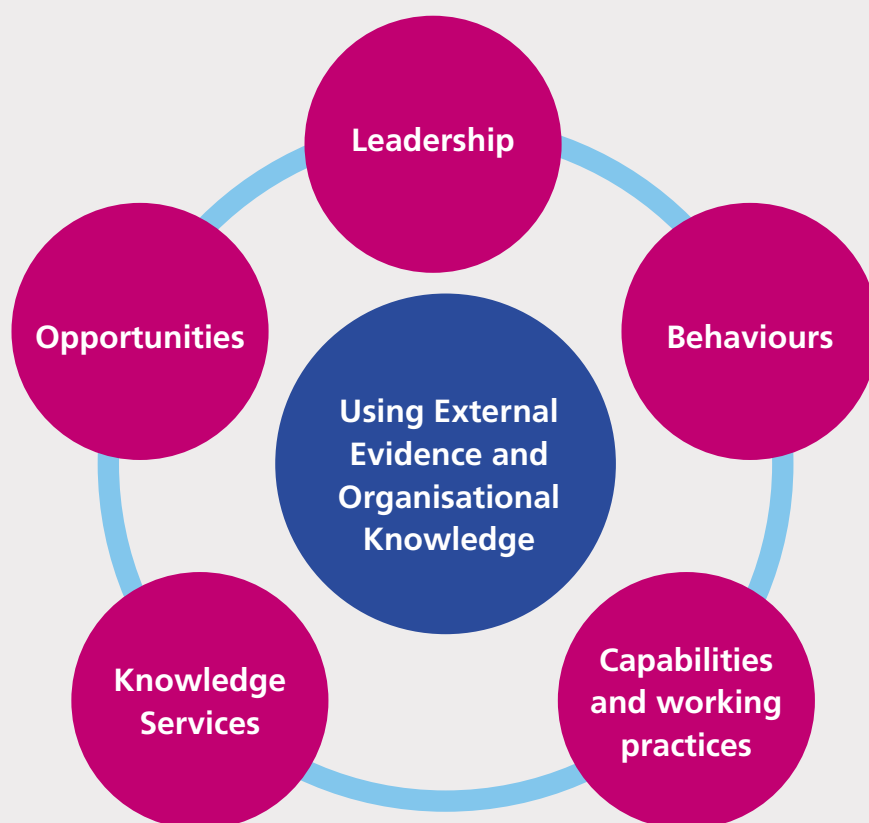 Leadership
Opportunities
Behaviours
Using External
Evidence and
Organisational
Knowledge
Knowledge
Services
Capabilities
and working
practices